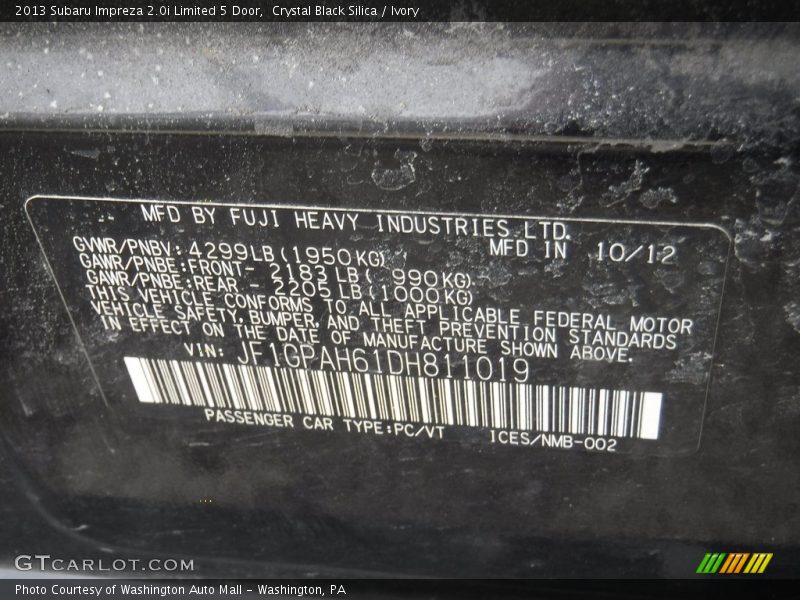 2013 Subaru Impreza 2.0i Limited 5 Door,  Crystal Black Silica / Ivory
MFD BY FUJI HEAVY INDUSTRIES LTD.
MFD IN 10/12
GVWR/PNBV: 4299LB(1950KG)
GAWR/PNBE:FRONT- 2183LB( 990KG)
GAWR/PNBE:REAR - 2205LB(1000KG)
THIS VEHICLE CONFORMS TO ALL APPLICABLE FEDERAL MOTOR
VEHICLE SAFETY, BUMPER, AND THEFT PREVENTION STANDARDS
IN EFFECT ON THE DATE OF MANUFACTURE SHOWN ABOVE.
VIN: JF1GPAH61DH811019
PASSENGER CAR TYPE:PC/VT ICES/NMB-002
GTCARLOT.COM
Photo Courtesy of Washington Auto Mall - Washington, PA